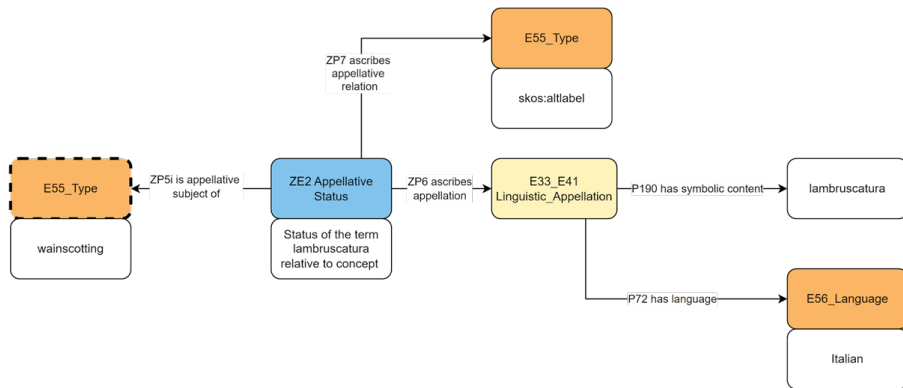 E55_Type
skos:altlabel
ZP7 ascribes
appellative
relation
E55_Type
wainscotting
ZP5i is appellative
subject of
ZE2 Appellative
Status
Status of the term
lambruscatura
relative to concept
ZP6 ascribes
appellation
E33_E41
Linguistic_Appellation
P190 has symbolic content
lambruscatura
P72 has language
E56_Language
Italian